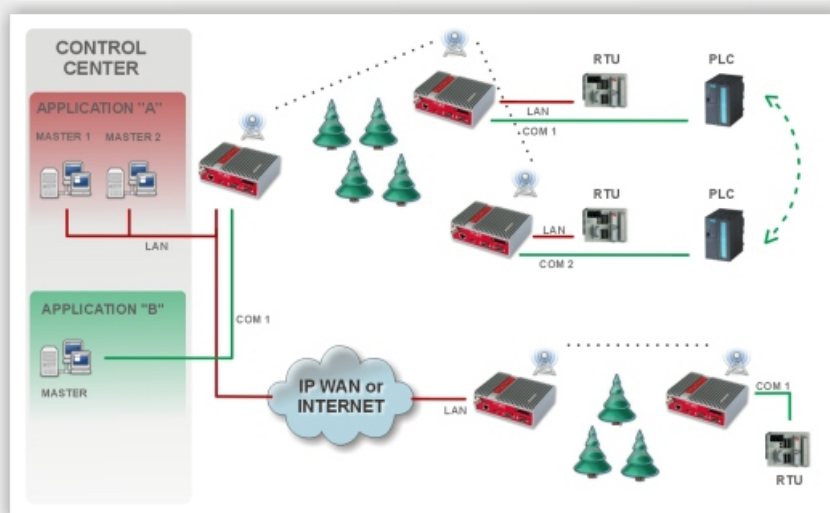 CONTROL
CENTER
APPLICATION "A"
MASTER 1 MASTER 2
LAN
APPLICATION "B"
MASTER
COM 1
RTU
PLC
LAN
COM 1
RTU
PLC
LAN
COM 2
IP WAN or
INTERNET
LAN
COM 1
RTU